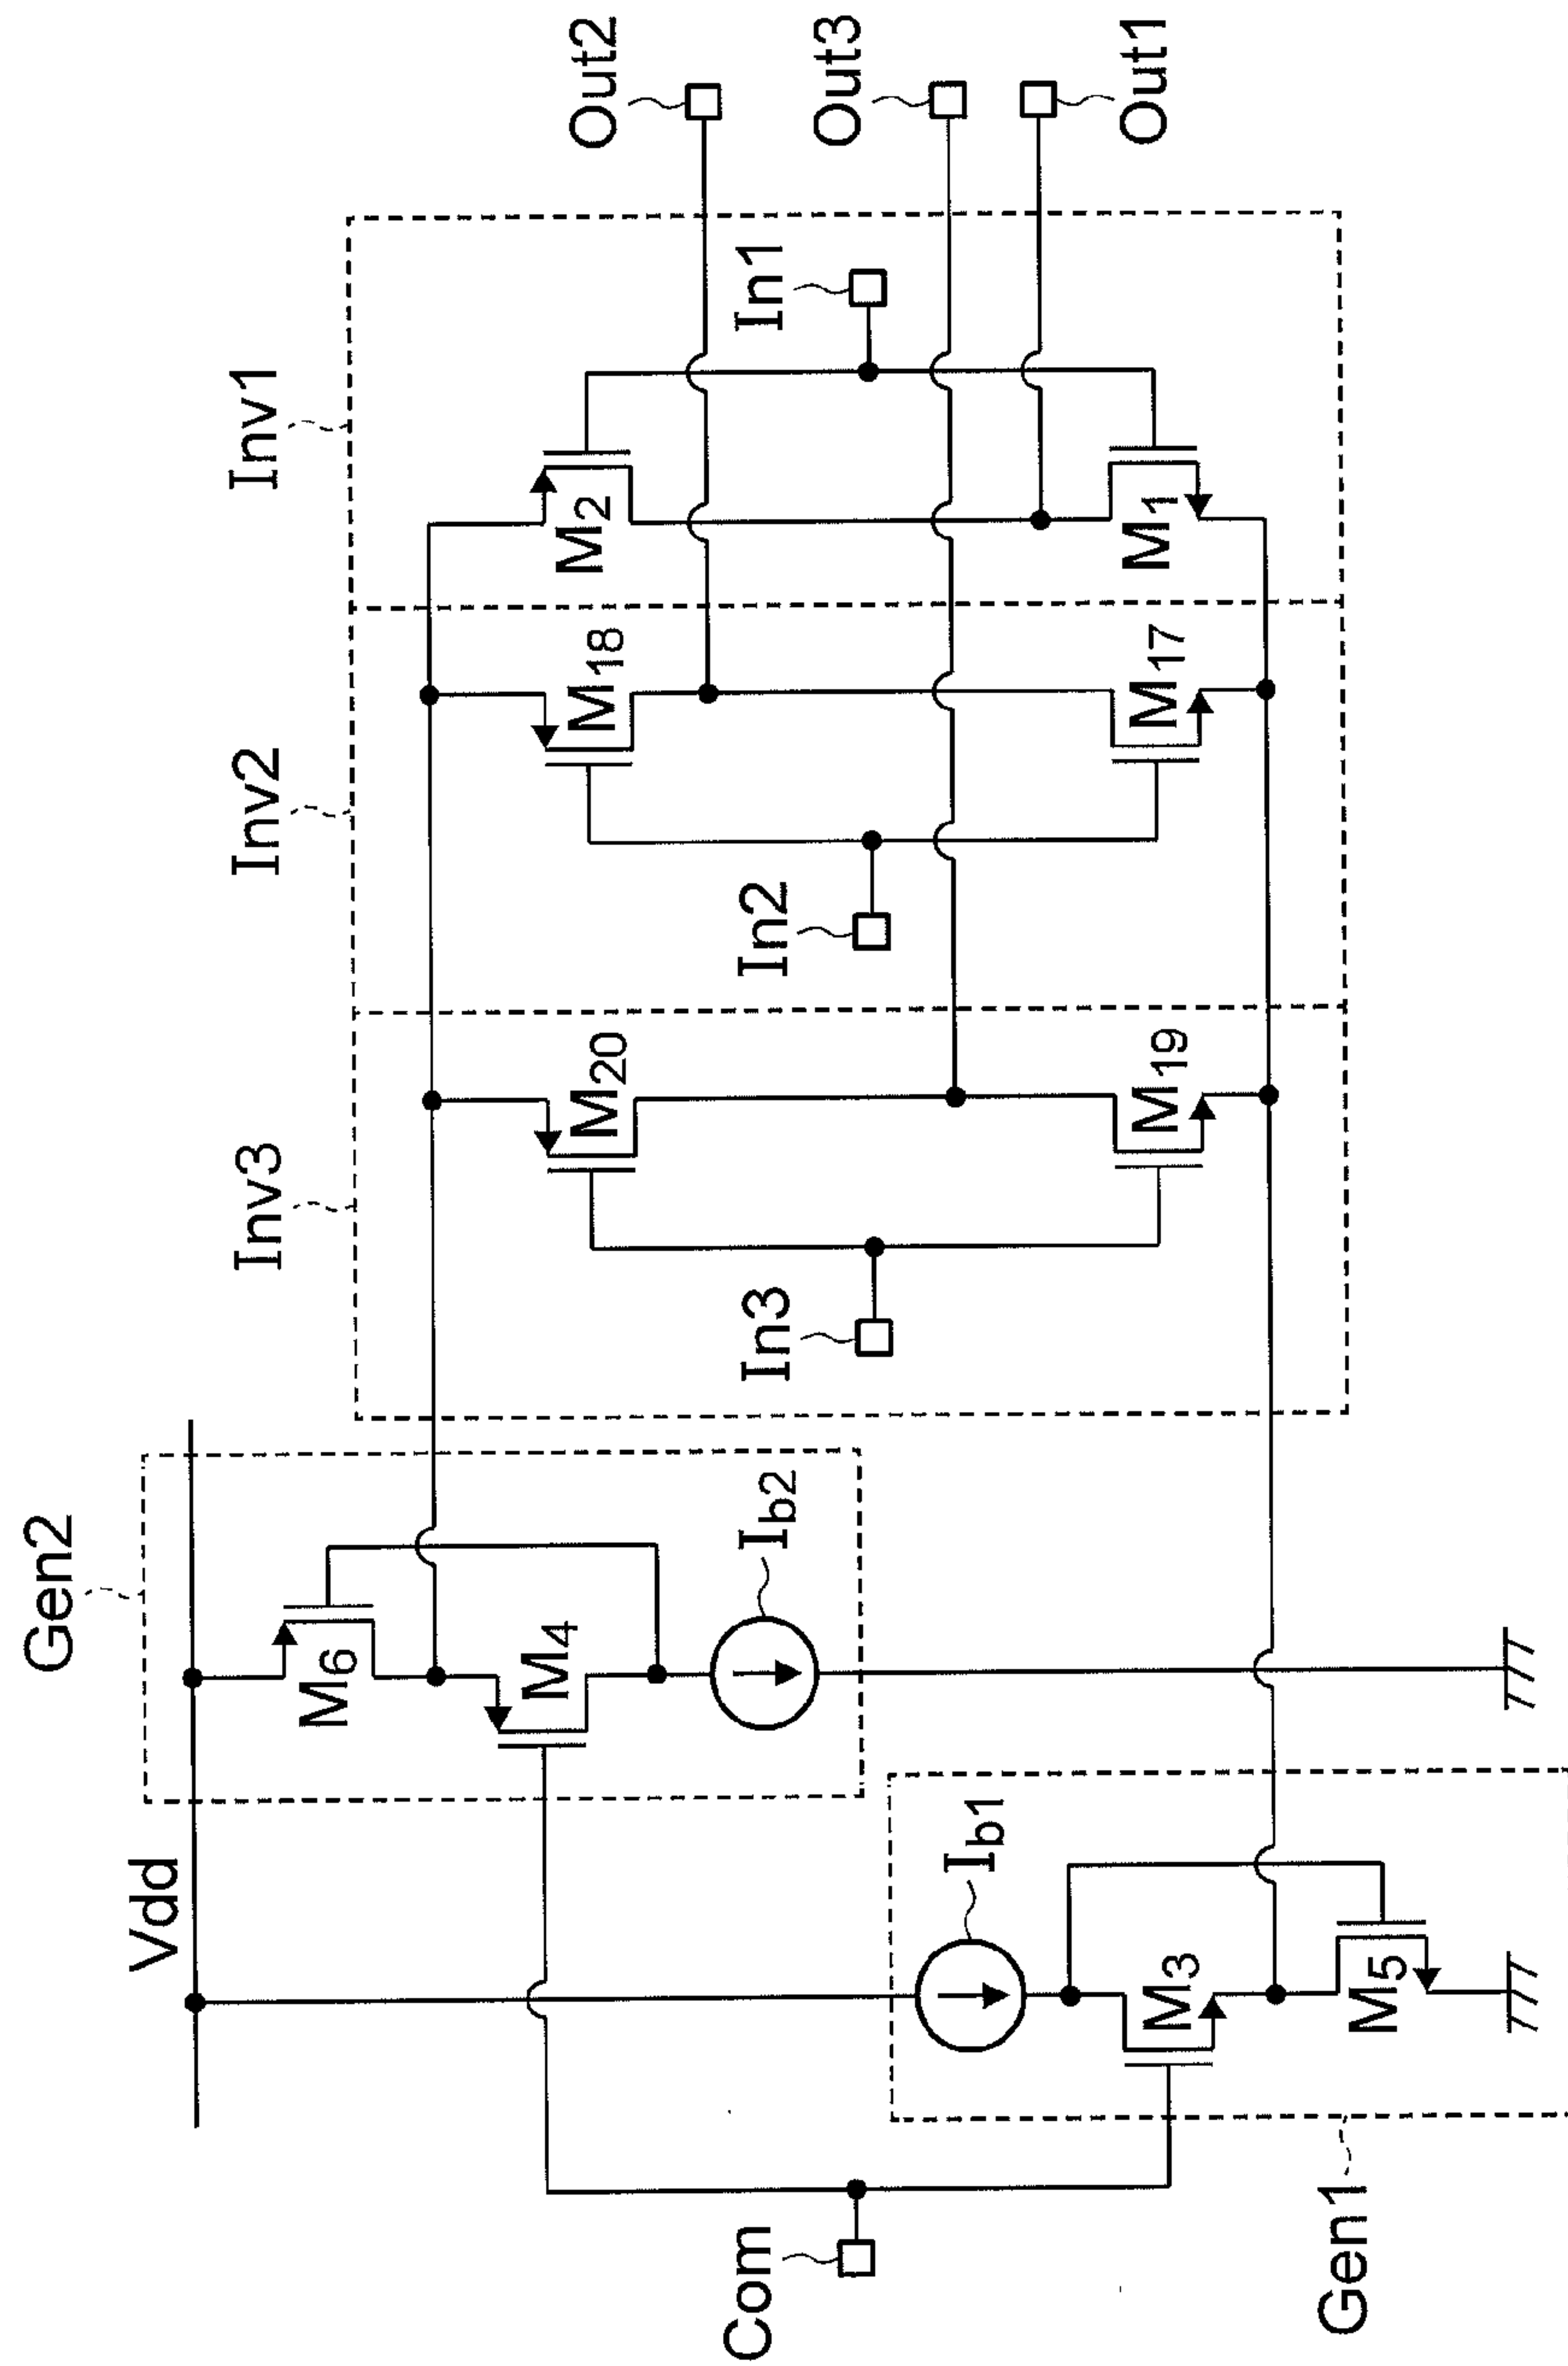 Gen2
Inv3
Inv2
Inv1
Vdd
M6
M4
Ib2
M20
M18
M2
Out2
Com
In3
In2
In1
Out3
Ib1
M3
M19
M17
M1
Out1
Gen1
M5